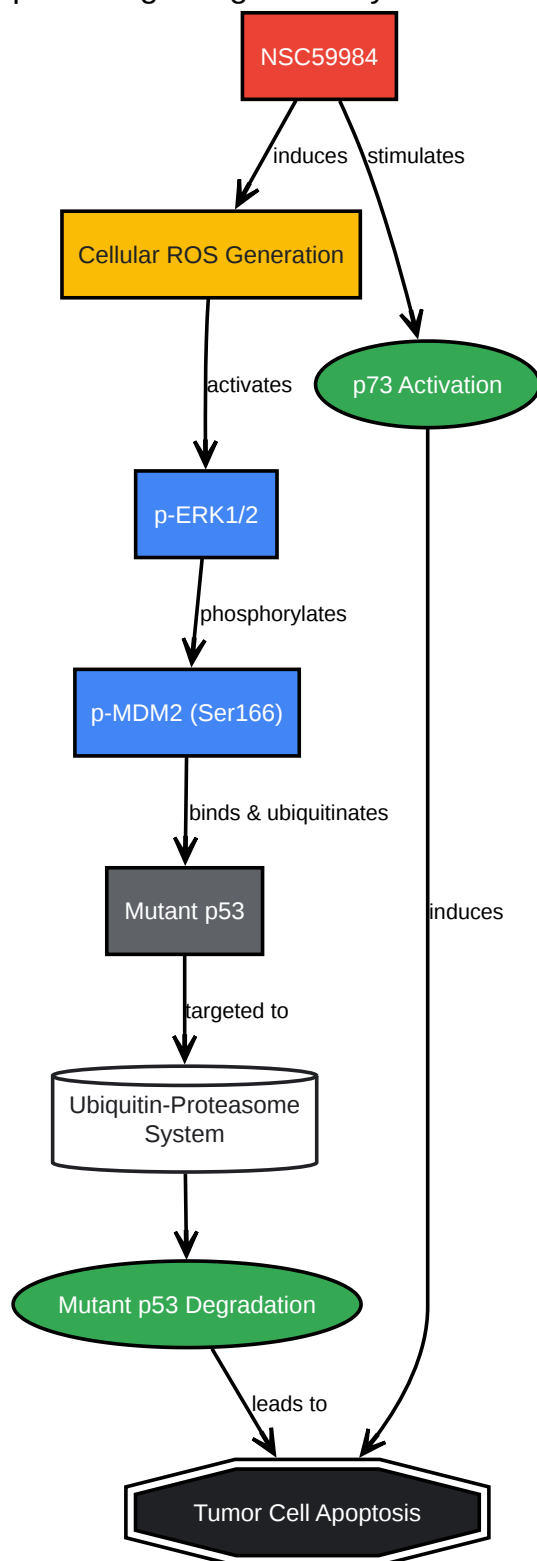 NSC59984
induces
stimulates
Cellular ROS Generation
p73 Activation
activates
p-ERK1/2
phosphorylates
p-MDM2 (Ser166)
binds & ubiquitinates
Mutant p53
induces
targeted to
Ubiquitin-Proteasome
System
Mutant p53 Degradation
leads to
Tumor Cell Apoptosis